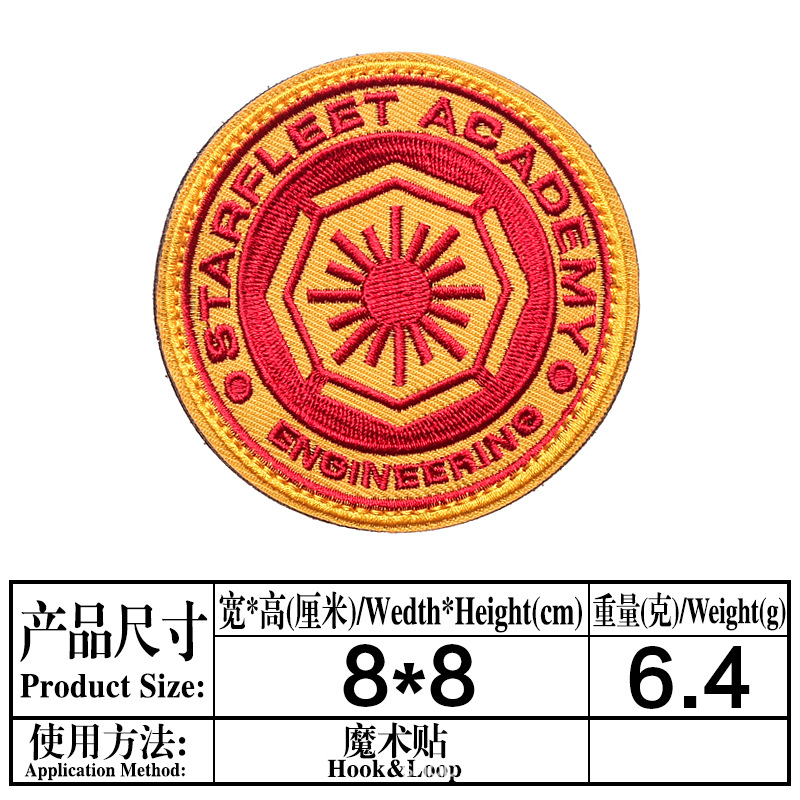 STARFLEET ACADEMY
ENGINEERING
产品尺寸
Product Size:
宽*高(厘米)/Wedth*Height(cm)
重量(克)/Weight(g)
8*8
6.4
使用方法:
Application Method:
魔术贴
Hook&Loop